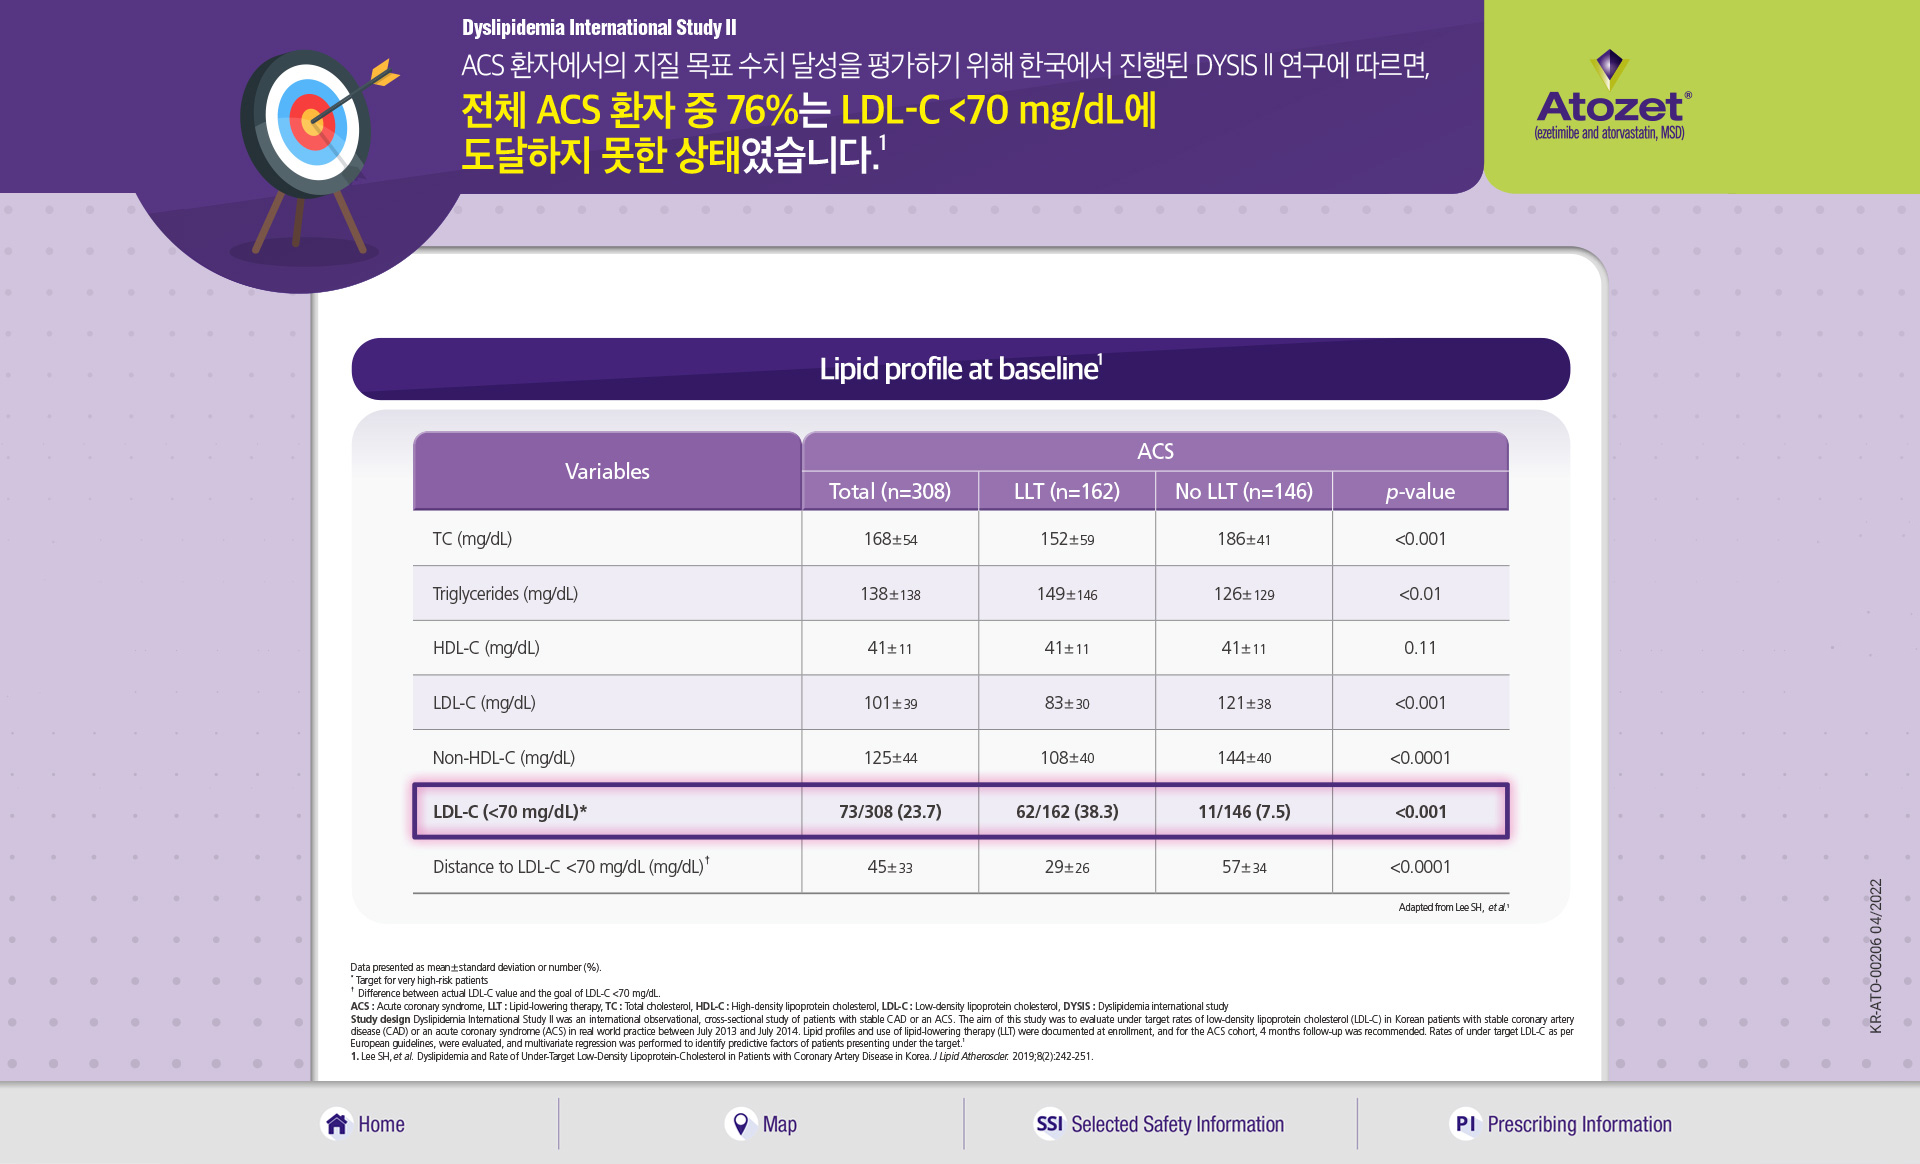 Dyslipidemia International Study II
ACS 환자에서의 지질 목표 수치 달성을 평가하기 위해 한국에서 진행된 DYSIS II 연구에 따르면,
전체 ACS 환자 중 76%는 LDL-C <70 mg/dL에
도달하지 못한 상태였습니다.1
Atozet®
(ezetimibe and atorvastatin, MSD)
Lipid profile at baseline1
Variables
ACS
Total (n=308) LLT (n=162) No LLT (n=146) p-value
TC (mg/dL) 168±54 152±59 186±41 <0.001
Triglycerides (mg/dL) 138±138 149±146 126±129 <0.01
HDL-C (mg/dL) 41±11 41±11 41±11 0.11
LDL-C (mg/dL) 101±39 83±30 121±38 <0.001
Non-HDL-C (mg/dL) 125±44 108±40 144±40 <0.0001
LDL-C (<70 mg/dL)* 73/308 (23.7) 62/162 (38.3) 11/146 (7.5) <0.001
Distance to LDL-C <70 mg/dL (mg/dL)† 45±33 29±26 57±34 <0.0001
Adapted from Lee SH, et al.1
Data presented as mean±standard deviation or number (%).
* Target for very high-risk patients
† Difference between actual LDL-C value and the goal of LDL-C <70 mg/dL.
ACS : Acute coronary syndrome, LLT : Lipid-lowering therapy, TC : Total cholesterol, HDL-C : High-density lipoprotein cholesterol, LDL-C : Low-density lipoprotein cholesterol, DYSIS : Dyslipidemia international study
Study design Dyslipidemia International Study II was an international observational, cross-sectional study of patients with stable CAD or an ACS. The aim of this study was to evaluate under target rates of low-density lipoprotein cholesterol (LDL-C) in Korean patients with stable coronary artery
disease (CAD) or an acute coronary syndrome (ACS) in real world practice between July 2013 and July 2014. Lipid profiles and use of lipid-lowering therapy (LLT) were documented at enrollment, and for the ACS cohort, 4 months follow-up was recommended. Rates of under target LDL-C as per
European guidelines, were evaluated, and multivariate regression was performed to identify predictive factors of patients presenting under the target.1
1. Lee SH, et al. Dyslipidemia and Rate of Under-Target Low-Density Lipoprotein-Cholesterol in Patients with Coronary Artery Disease in Korea. J Lipid Atheroscler. 2019;8(2):242-251.
KR-ATO-00206 04/2022
Home
Map
SSI Selected Safety Information
PI Prescribing Information